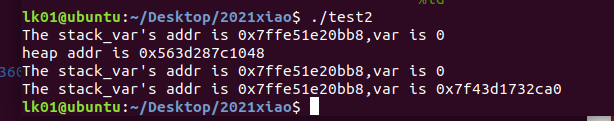 lk01@ubuntu:~/Desktop/2021xiao$ ./test2
The stack_var's addr is 0x7ffe51e20bb8,var is 0
heap addr is 0x563d287c1048
The stack_var's addr is 0x7ffe51e20bb8,var is 0
The stack_var's addr is 0x7ffe51e20bb8,var is 0x7f43d1732ca0
lk01@ubuntu:~/Desktop/2021xiao$